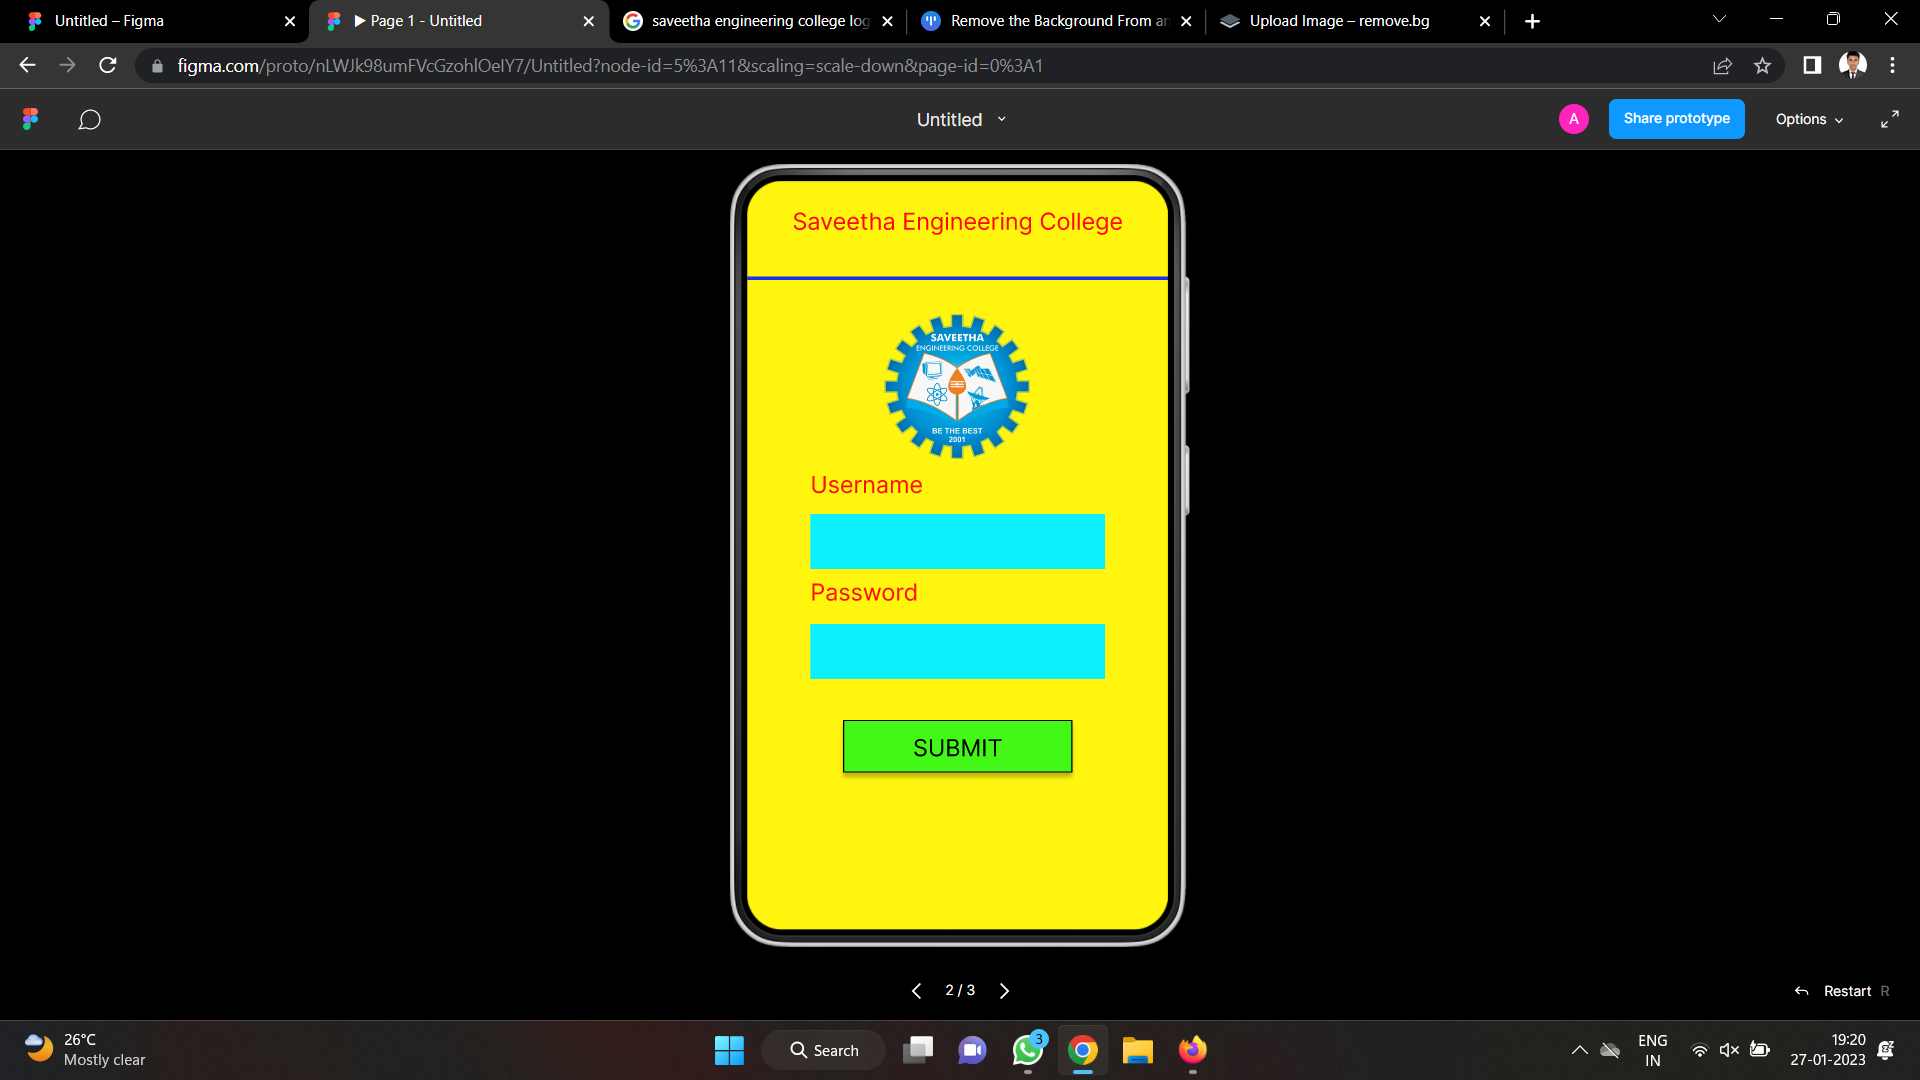 Untitled – Figma
▶ Page 1 - Untitled
saveetha engineering college log
Remove the Background From an
Upload Image – remove.bg
figma.com/proto/nLWJk98umFVcGzohlOeIY7/Untitled?node-id=5%3A11&scaling=scale-down&page-id=0%3A1
Untitled
A
Share prototype
Options
Saveetha Engineering College
SAVEETHA
ENGINEERING COLLEGE
BE THE BEST
2001
Username
Password
SUBMIT
2 / 3
Restart R
26°C
Mostly clear
Search
3
ENG
IN
19:20
27-01-2023